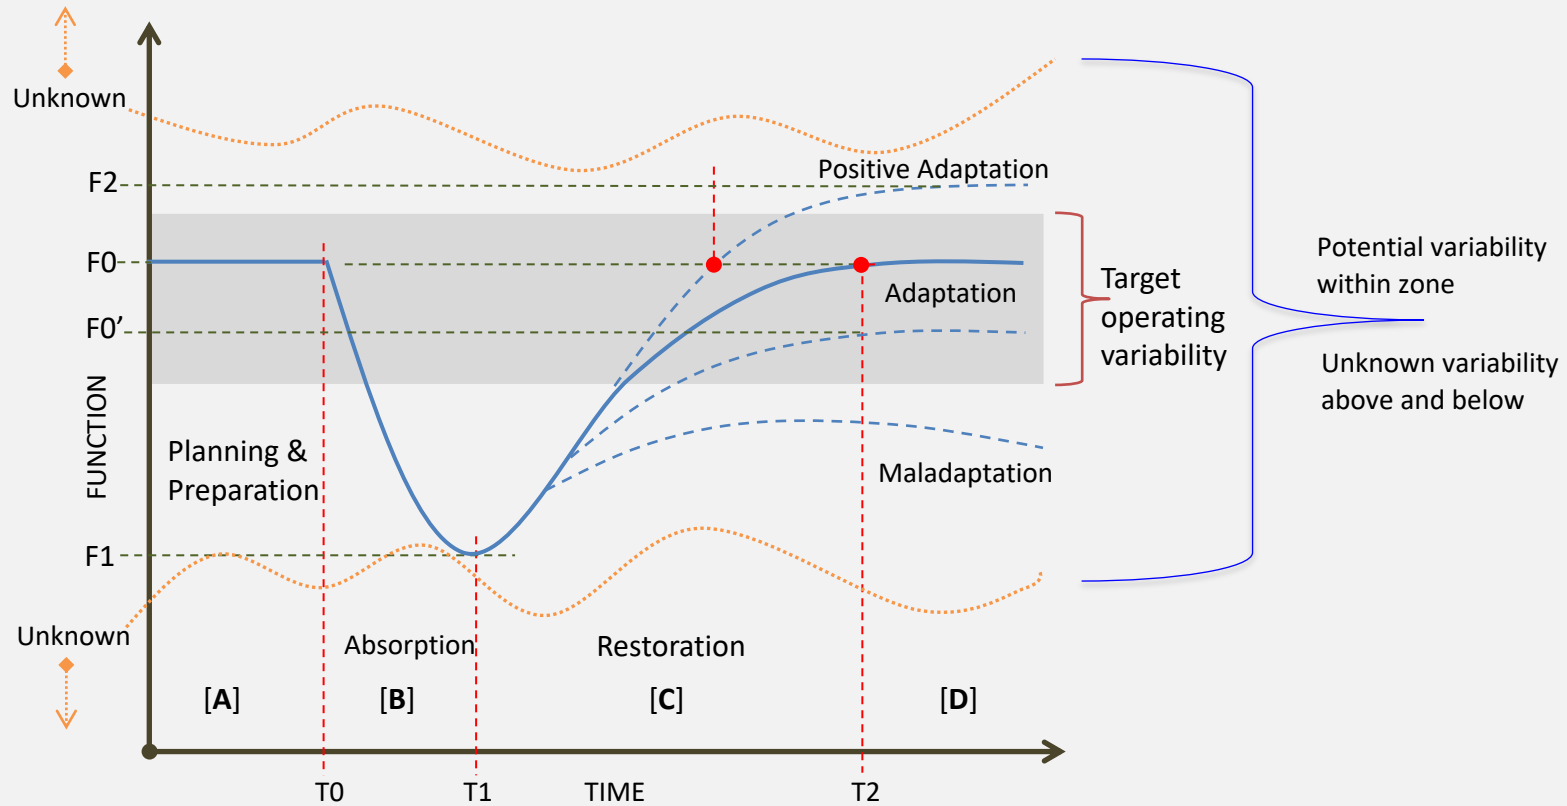 Unknown
F2
Positive Adaptation
F0
Adaptation
F0’
Target
operating
variability
Potential variability
within zone
Unknown variability
above and below
FUNCTION
Planning &
Preparation
Maladaptation
F1
Unknown
Absorption
Restoration
[A]
[B]
[C]
[D]
T0
T1
TIME
T2